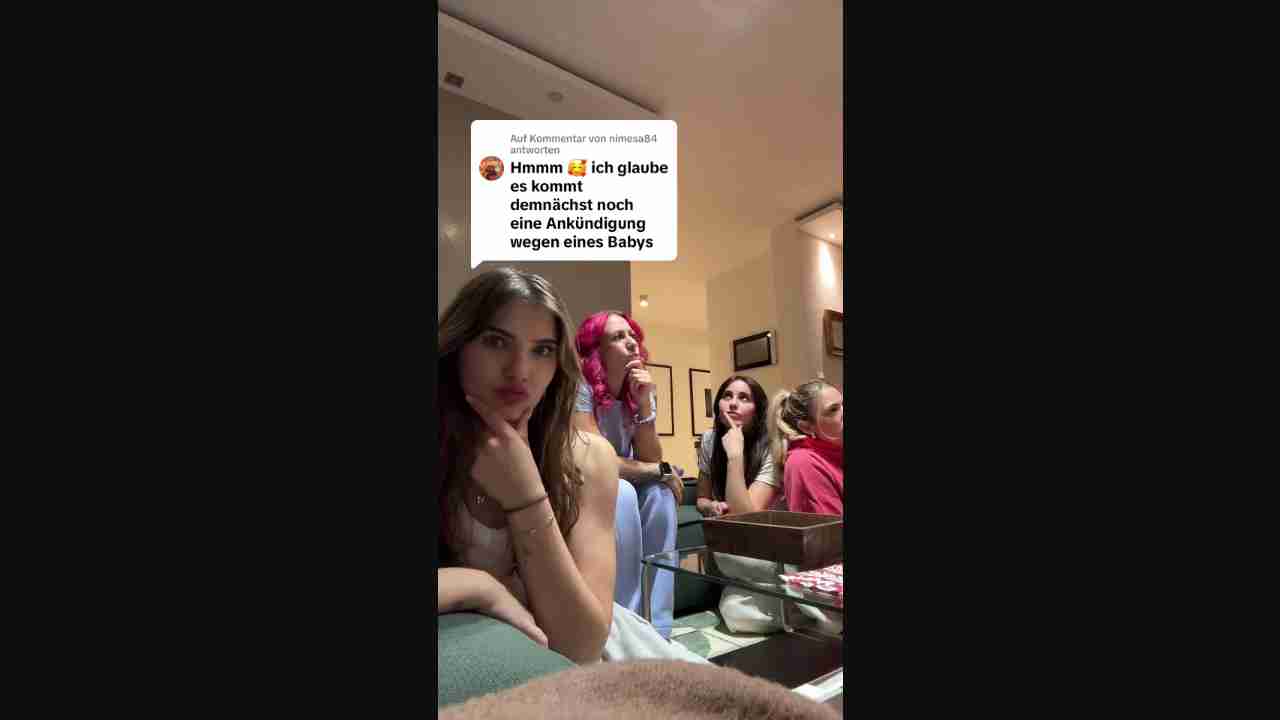 Auf Kommentar von nimesa84
antworten
Hmmm 🥰 ich glaube
es kommt
demnächst noch
eine Ankündigung
wegen eines Babys